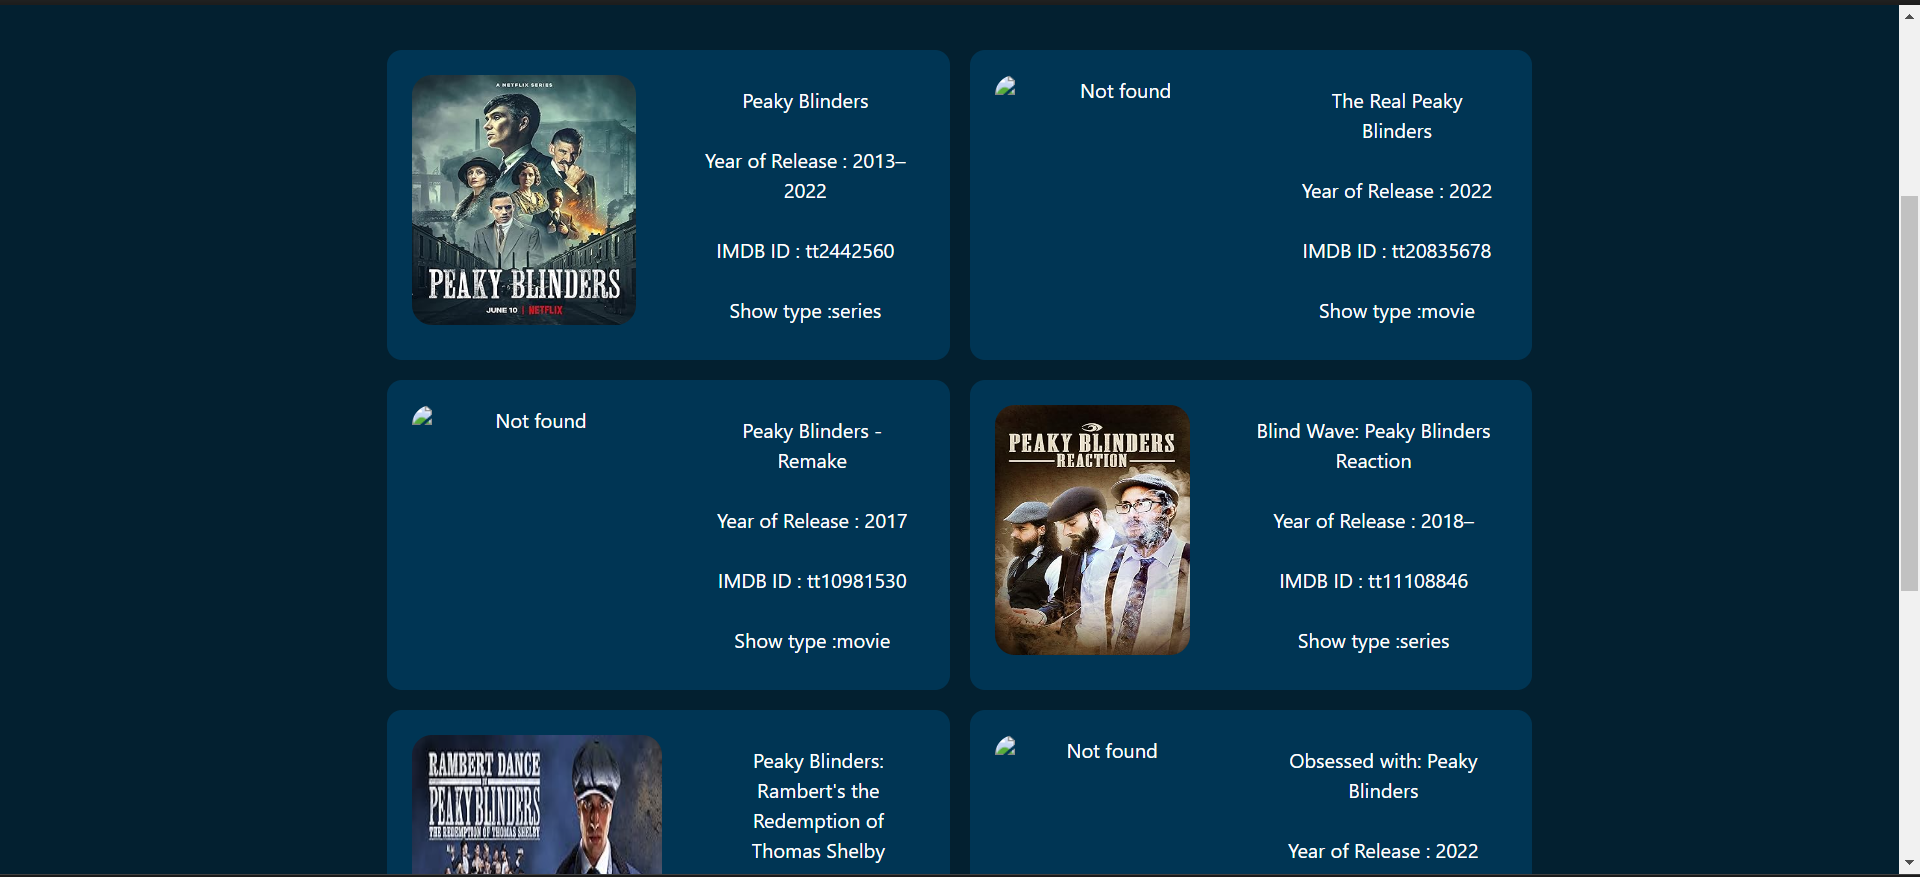 A NETFLIX SERIES
PEAKY BLINDERS
JUNE 10 | NETFLIX
Peaky Blinders
Year of Release : 2013–
2022
IMDB ID : tt2442560
Show type :series
Not found
The Real Peaky
Blinders
Year of Release : 2022
IMDB ID : tt20835678
Show type :movie
Not found
Peaky Blinders -
Remake
Year of Release : 2017
IMDB ID : tt10981530
Show type :movie
PEAKY BLINDERS
REACTION
Blind Wave: Peaky Blinders
Reaction
Year of Release : 2018–
IMDB ID : tt11108846
Show type :series
RAMBERT DANCE
IN
PEAKY BLINDERS
THE REDEMPTION OF THOMAS SHELBY
Peaky Blinders:
Rambert's the
Redemption of
Thomas Shelby
Not found
Obsessed with: Peaky
Blinders
Year of Release : 2022